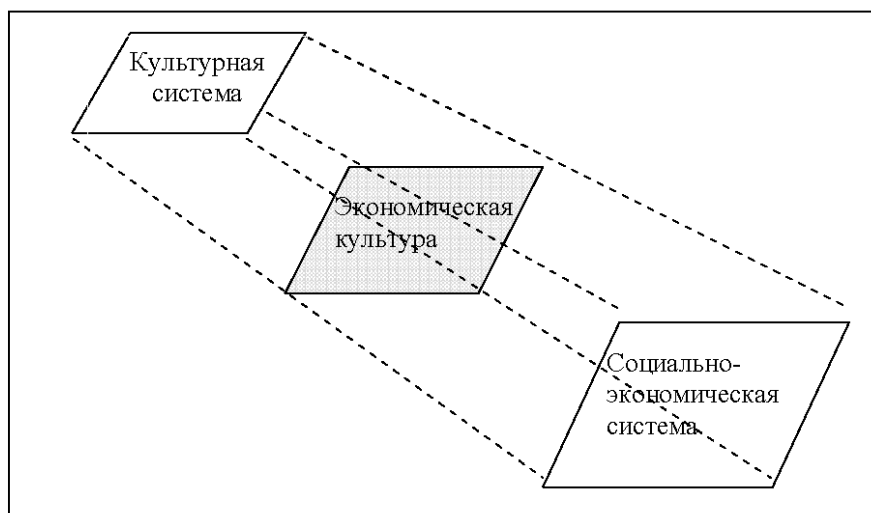 Культурная
система
Экономическая
культура
Социально-
экономическая
система